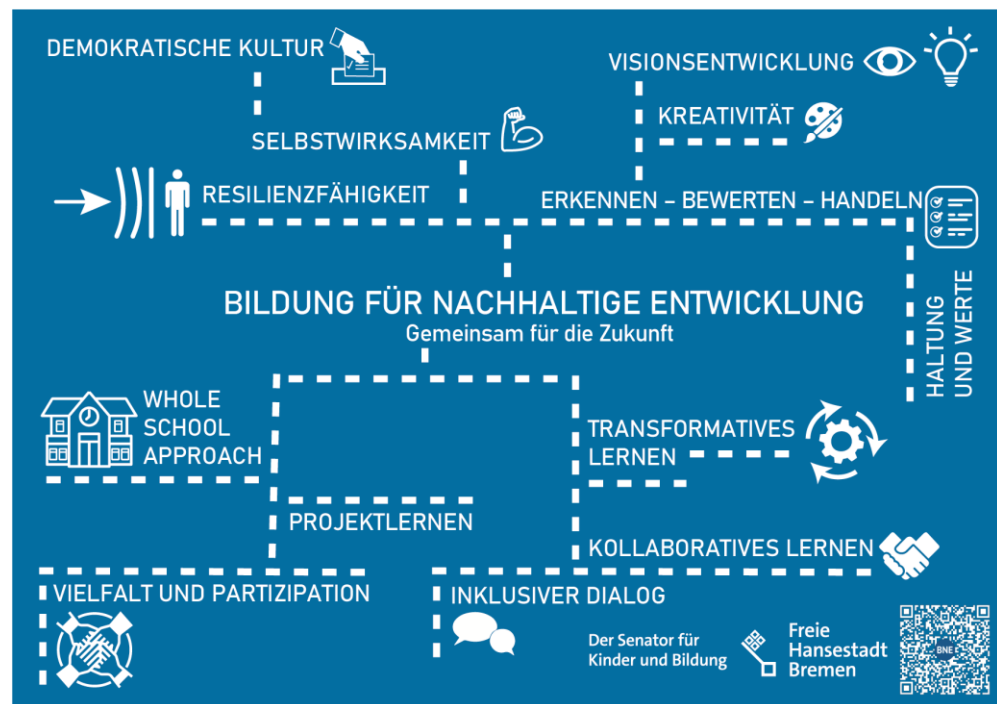 DEMOKRATISCHE KULTUR
VISIONSENTWICKLUNG
KREATIVITÄT
SELBSTWIRKSAMKEIT
RESILIENZFÄHIGKEIT
ERKENNEN – BEWERTEN – HANDELN
HALTUNG
UND WERTE
BILDUNG FÜR NACHHALTIGE ENTWICKLUNG
Gemeinsam für die Zukunft
WHOLE
SCHOOL
APPROACH
TRANSFORMATIVES
LERNEN
PROJEKTLERNEN
KOLLABORATIVES LERNEN
VIELFALT UND PARTIZIPATION
INKLUSIVER DIALOG
Der Senator für
Kinder und Bildung
Freie
Hansestadt
Bremen
BNE